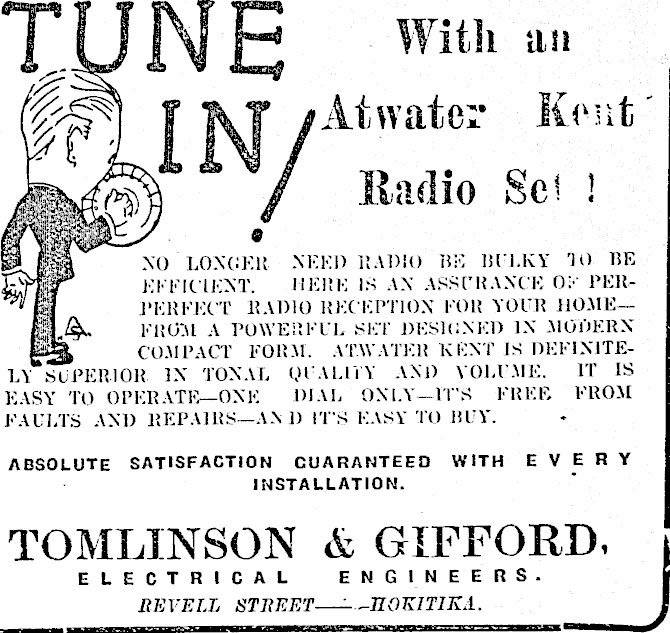 TUNE
IN!
With an
Atwater Kent
Radio Set!
NO LONGER NEED RADIO BE BULKY TO BE
EFFICIENT. HERE IS AN ASSURANCE OF PER-
PERFECT RADIO RECEPTION FOR YOUR HOME—
FROM A POWERFUL SET DESIGNED IN MODERN
COMPACT FORM. ATWATER KENT IS DEFINITE-
LY SUPERIOR IN TONAL QUALITY AND VOLUME. IT IS
EASY TO OPERATE—ONE DIAL ONLY—IT'S FREE FROM
FAULTS AND REPAIRS—AND IT'S EASY TO BUY.
ABSOLUTE SATISFACTION GUARANTEED WITH EVERY
INSTALLATION.
TOMLINSON & GIFFORD,
ELECTRICAL ENGINEERS.
REVELL STREET—HOKITIKA.